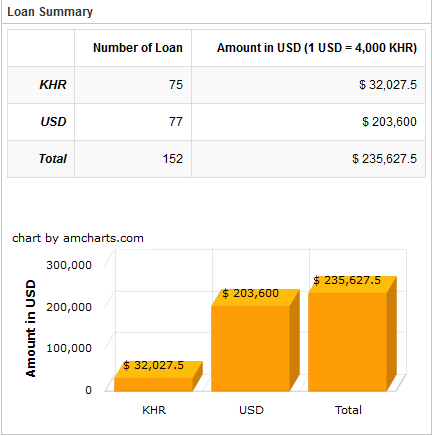 Loan Summary
Number of Loan Amount in USD (1 USD = 4,000 KHR)
KHR 75 $ 32,027.5
USD 77 $ 203,600
Total 152 $ 235,627.5
chart by amcharts.com
Amount in USD
300,000
200,000
100,000
0
$ 32,027.5
$ 203,600
$ 235,627.5
KHR USD Total